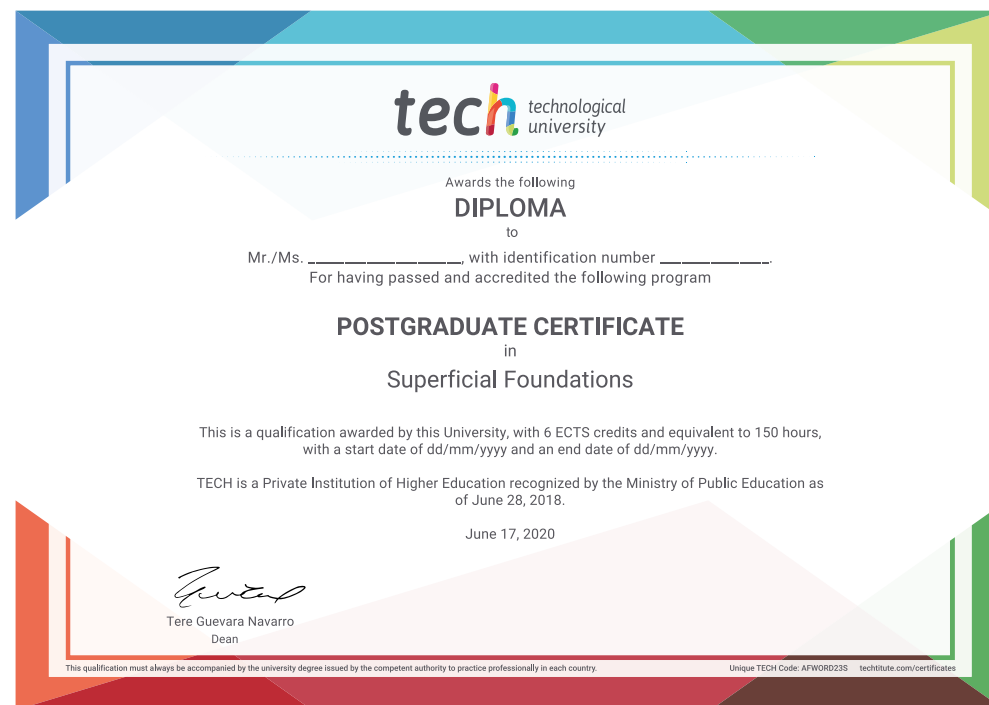 tech technological
university
Awards the following
DIPLOMA
to
Mr./Ms. ____________________, with identification number ______________.
For having passed and accredited the following program
POSTGRADUATE CERTIFICATE
in
Superficial Foundations
This is a qualification awarded by this University, with 6 ECTS credits and equivalent to 150 hours,
with a start date of dd/mm/yyyy and an end date of dd/mm/yyyy.
TECH is a Private Institution of Higher Education recognized by the Ministry of Public Education as
of June 28, 2018.
June 17, 2020
Tere Guevara Navarro
Dean
This qualification must always be accompanied by the university degree issued by the competent authority to practice professionally in each country.
Unique TECH Code: AFWORD23S techtitute.com/certificates